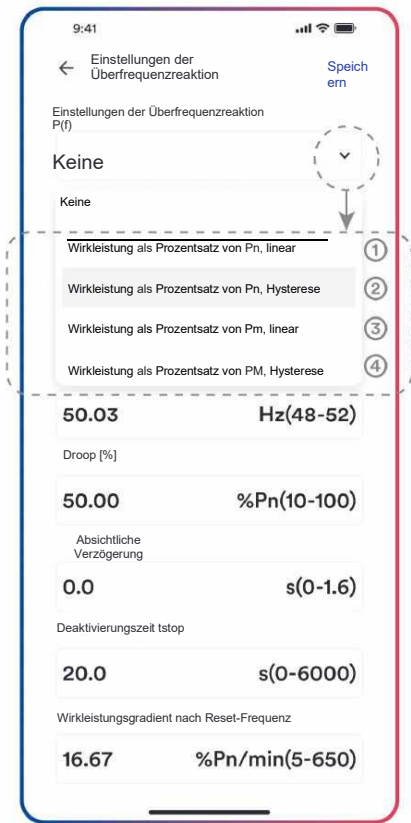 9:41
Einstellungen der
Überfrequenzreaktion
Speich
ern
Einstellungen der Überfrequenzreaktion
P(f)
Keine
Keine
Wirkleistung als Prozentsatz von Pn, linear
①
Wirkleistung als Prozentsatz von Pn, Hysterese
②
Wirkleistung als Prozentsatz von Pm, linear
③
Wirkleistung als Prozentsatz von PM, Hysterese
④
50.03 Hz(48-52)
Droop [%]
50.00 %Pn(10-100)
Absichtliche
Verzögerung
0.0 s(0-1.6)
Deaktivierungszeit tstop
20.0 s(0-6000)
Wirkleistungsgradient nach Reset-Frequenz
16.67 %Pn/min(5-650)